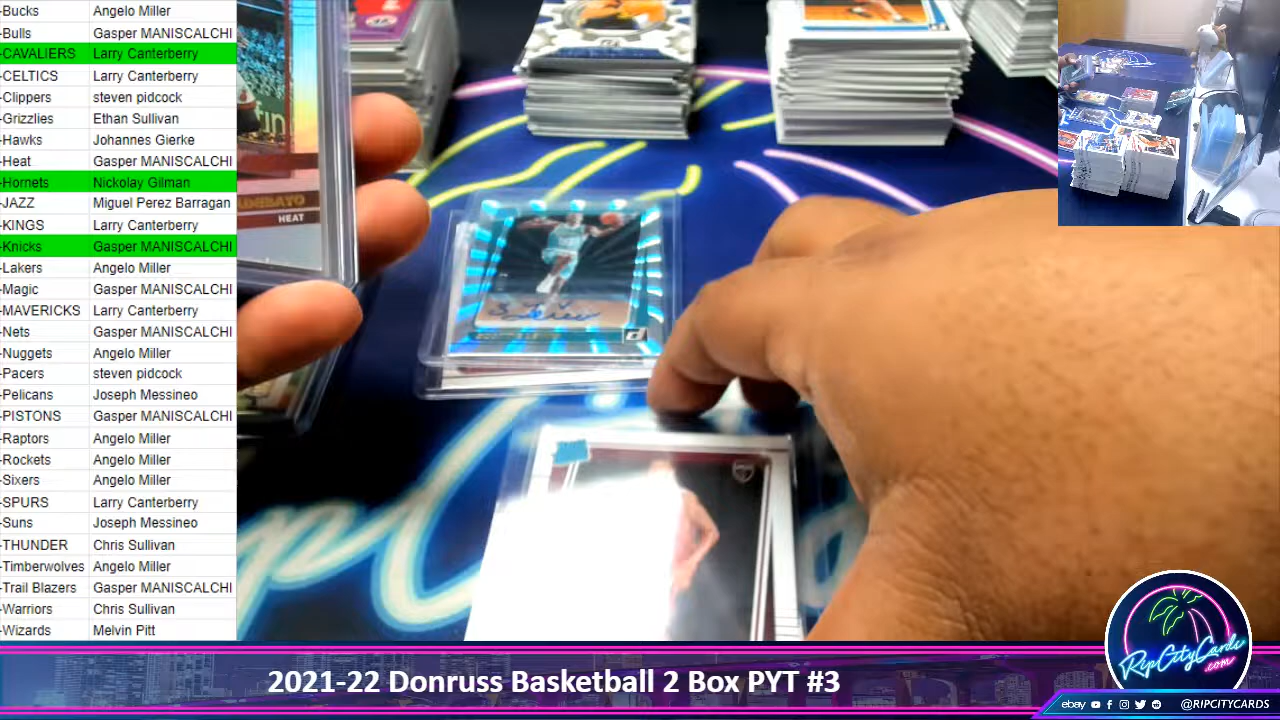 -Bucks Angelo Miller
-Bulls Gasper MANISCALCHI
-CAVALIERS Larry Canterberry
-CELTICS Larry Canterberry
-Clippers steven pidcock
-Grizzlies Ethan Sullivan
-Hawks Johannes Gierke
-Heat Gasper MANISCALCHI
-Hornets Nickolay Gilman
-JAZZ Miguel Perez Barragan
-KINGS Larry Canterberry
-Knicks Gasper MANISCALCHI
-Lakers Angelo Miller
-Magic Gasper MANISCALCHI
-MAVERICKS Larry Canterberry
-Nets Gasper MANISCALCHI
-Nuggets Angelo Miller
-Pacers steven pidcock
-Pelicans Joseph Messineo
-PISTONS Gasper MANISCALCHI
-Raptors Angelo Miller
-Rockets Angelo Miller
-Sixers Angelo Miller
-SPURS Larry Canterberry
-Suns Joseph Messineo
-THUNDER Chris Sullivan
-Timberwolves Angelo Miller
-Trail Blazers Gasper MANISCALCHI
-Warriors Chris Sullivan
-Wizards Melvin Pitt
HEAT
2021-22 Donruss Basketball 2 Box PYT #3
RipCityCards
.com
ebay @RIPCITYCARDS